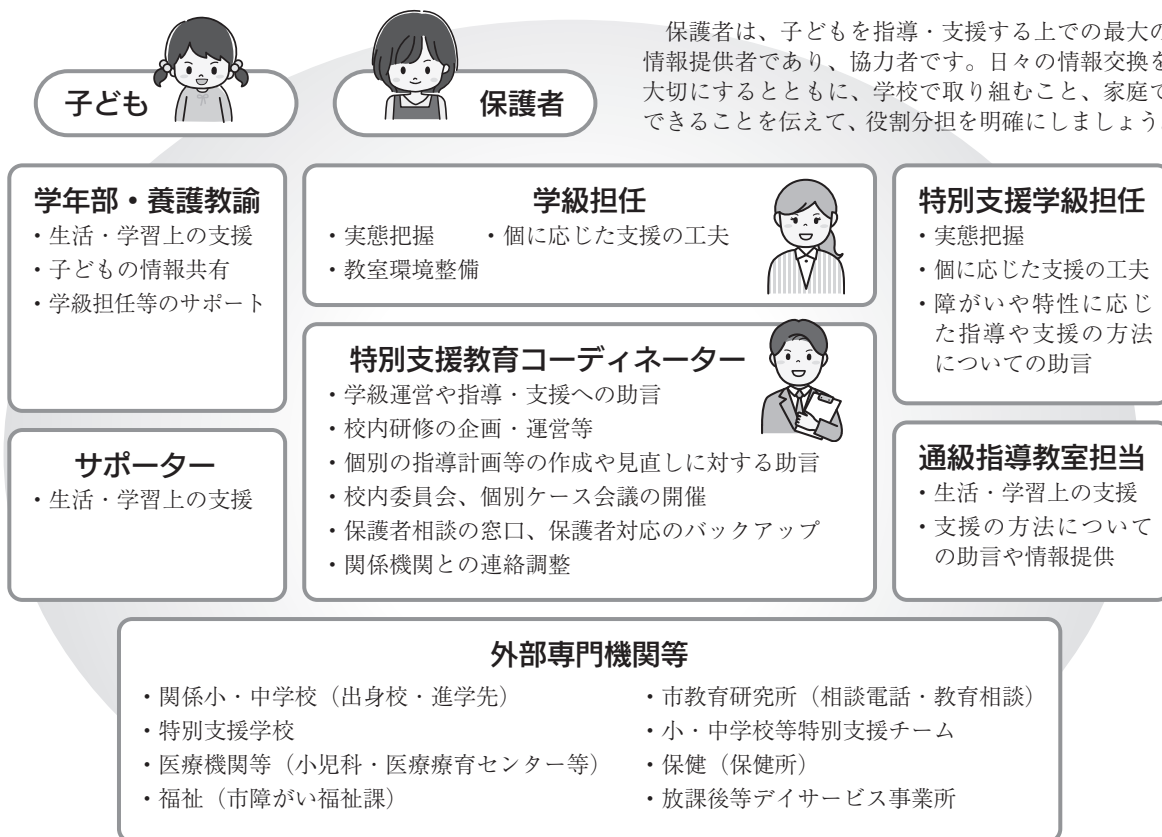 子ども
保護者
保護者は、子どもを指導・支援する上での最大の
情報提供者であり、協力者です。日々の情報交換を
大切にするとともに、学校で取り組むこと、家庭で
できることを伝えて、役割分担を明確にしましょう
学年部・養護教諭
・生活・学習上の支援
・子どもの情報共有
・学級担任等のサポート
学級担任
・実態把握　・個に応じた支援の工夫
・教室環境整備
特別支援学級担任
・実態把握
・個に応じた支援の工夫
・障がいや特性に応じ
た指導や支援の方法
についての助言
特別支援教育コーディネーター
・学級運営や指導・支援への助言
・校内研修の企画・運営等
・個別の指導計画等の作成や見直しに対する助言
・校内委員会、個別ケース会議の開催
・保護者相談の窓口、保護者対応のバックアップ
・関係機関との連絡調整
サポーター
・生活・学習上の支援
通級指導教室担当
・生活・学習上の支援
・支援の方法について
の助言や情報提供
外部専門機関等
・関係小・中学校（出身校・進学先）
・特別支援学校
・医療機関等（小児科・医療療育センター等）
・福祉（市障がい福祉課）
・市教育研究所（相談電話・教育相談）
・小・中学校等特別支援チーム
・保健（保健所）
・放課後等デイサービス事業所